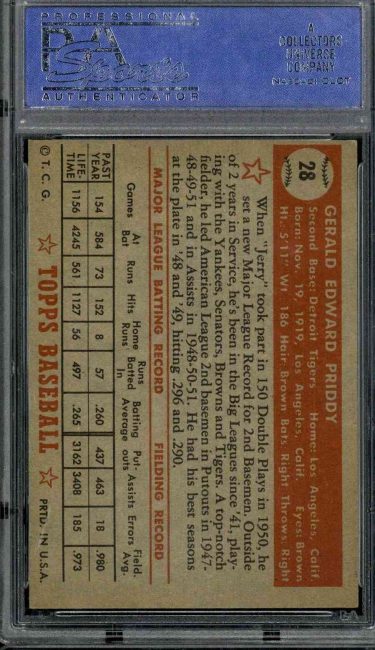 PROFESSIONAL
PSA
Sports
AUTHENTICATOR
A
COLLECTORS
UNIVERSE
COMPANY
NASDAQ: CLCT
28
GERALD EDWARD PRIDDY
Second Base: Detroit Tigers Home: Los Angeles, Calif.
Born: Nov. 19, 1919, Los Angeles, Calif. Eyes: Brown
Ht. 5'11" Wt. 186 Hair: Brown Bats: Right Throws: Right
When "Jerry" took part in 150 Double Plays in 1950, he
set a new Major League Record for 2nd Basemen. Outside
of 2 years in Service, he's been in the Big Leagues since '41, play-
ing with the Yankees, Senators, Browns and Tigers. A top-notch
fielder, he led American League 2nd basemen in Putouts in 1947-
48-49-51 and in Assists in 1948-50-51. He had his best seasons
at the plate in '48 and '49, hitting .296 and .290.
MAJOR LEAGUE BATTING RECORD FIELDING RECORD
Games At Bat Runs Hits Home Runs Runs Batted In Batting Average Put-outs Assists Errors Field. Avg.
PAST YEAR 154 584 73 152 8 57 .260 437 463 18 .980
LIFE-TIME 1156 4245 561 1127 56 497 .265 3162 3408 185 .973
© T. C. G. TOPPS BASEBALL PRTD. IN U.S.A.